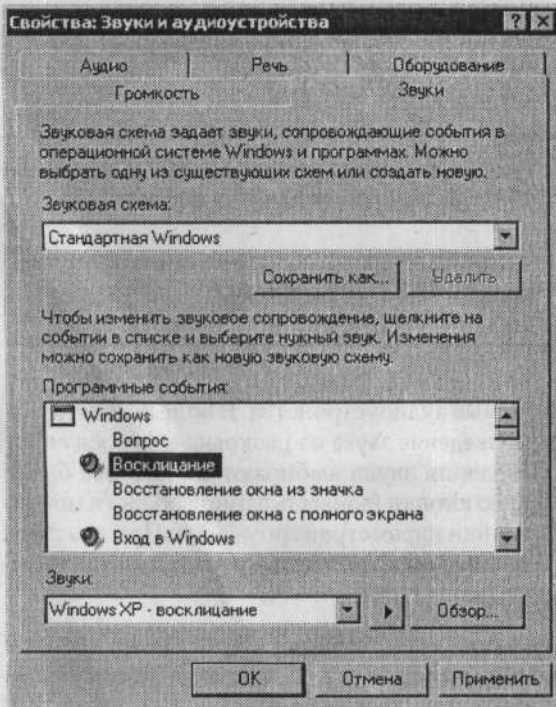 Свойства: Звуки и аудиоустройства
Аудио
Речь
Оборудование
Громкость
Звуки
Звуковая схема задает звуки, сопровождающие события в
операционной системе Windows и программах. Можно
выбрать одну из существующих схем или создать новую.
Звуковая схема:
Стандартная Windows
Сохранить как...
Удалить
Чтобы изменить звуковое сопровождение, щелкните на
событии в списке и выберите нужный звук. Изменения
можно сохранить как новую звуковую схему.
Программные события:
Windows
Вопрос
Восклицание
Восстановление окна из значка
Восстановление окна с полного экрана
Вход в Windows
Звуки:
Windows XP - восклицание
Обзор...
OK
Отмена
Применить